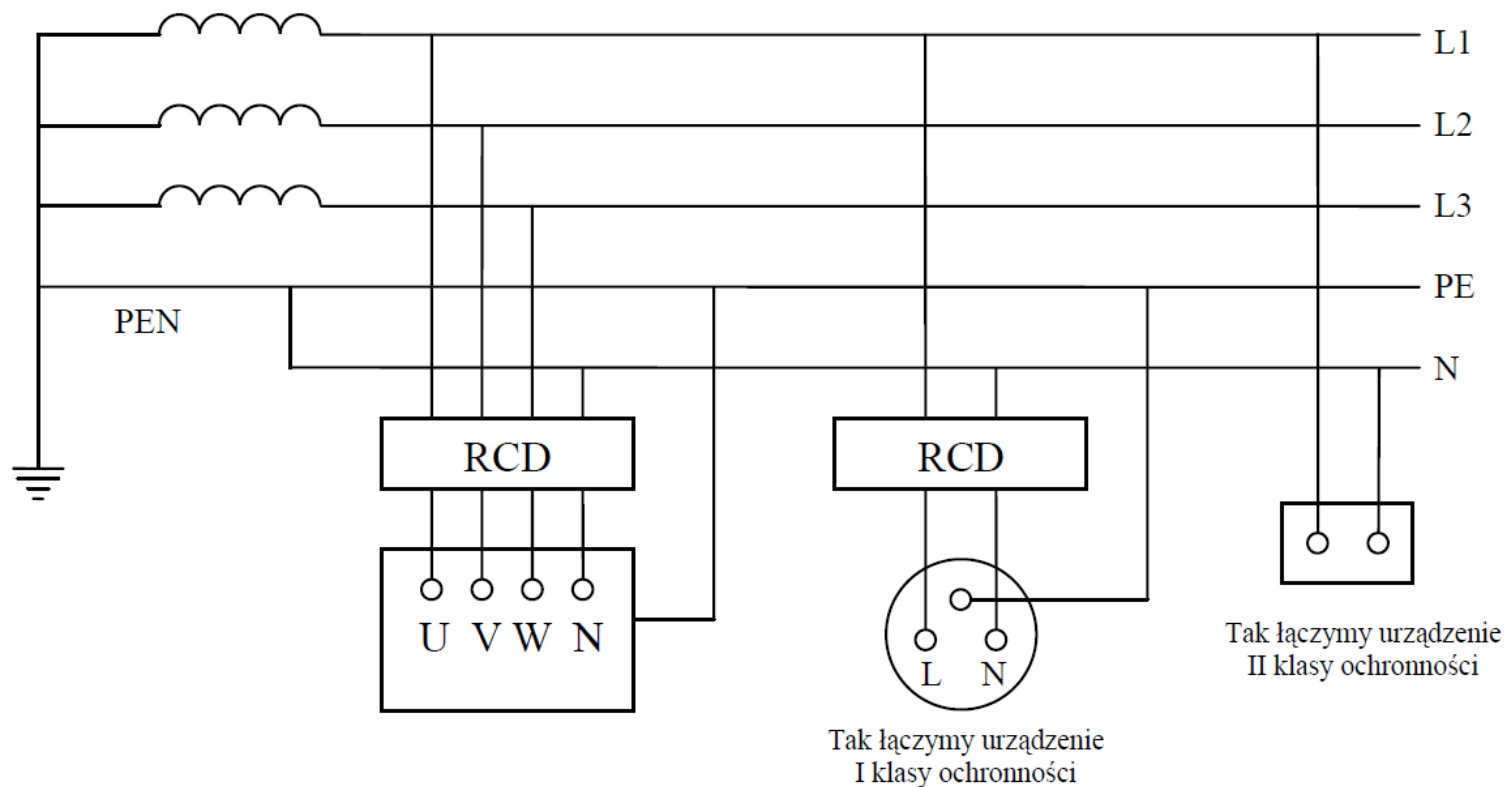 L1
L2
L3
PE
PEN
N
RCD
RCD
U V W N
L N
Tak łączymy urządzenie
II klasy ochronności
Tak łączymy urządzenie
I klasy ochronności